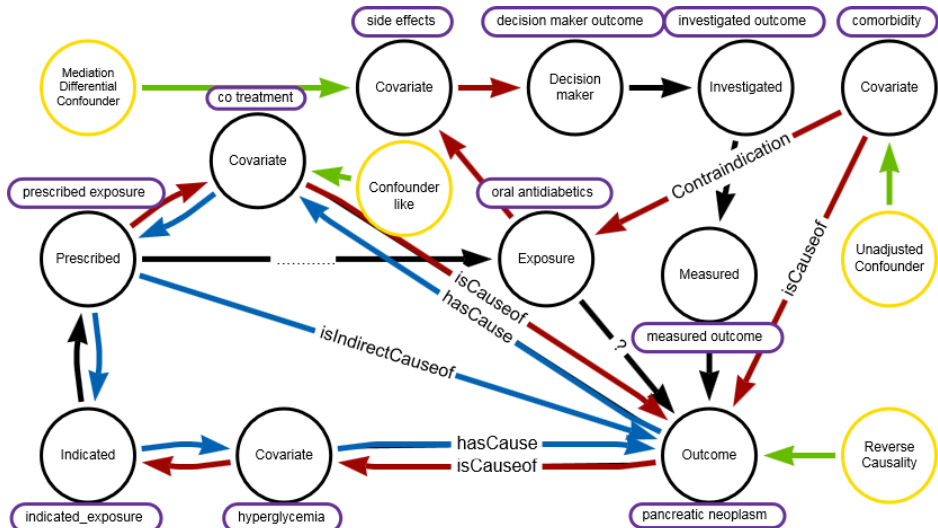 side effects
decision maker outcome
investigated outcome
comorbidity
Mediation
Differential
Confounder
Covariate
Decision
maker
Investigated
Covariate
co treatment
Covariate
Contraindication
prescribed exposure
Confounder
like
oral antidiabetics
Prescribed
..............
Exposure
Measured
Unadjusted
Confounder
isCauseof
isCauseof
hasCause
isIndirectCauseof
?
measured outcome
Indicated
Covariate
hasCause
isCauseof
Outcome
Reverse
Causality
indicated_exposure
hyperglycemia
pancreatic neoplasm